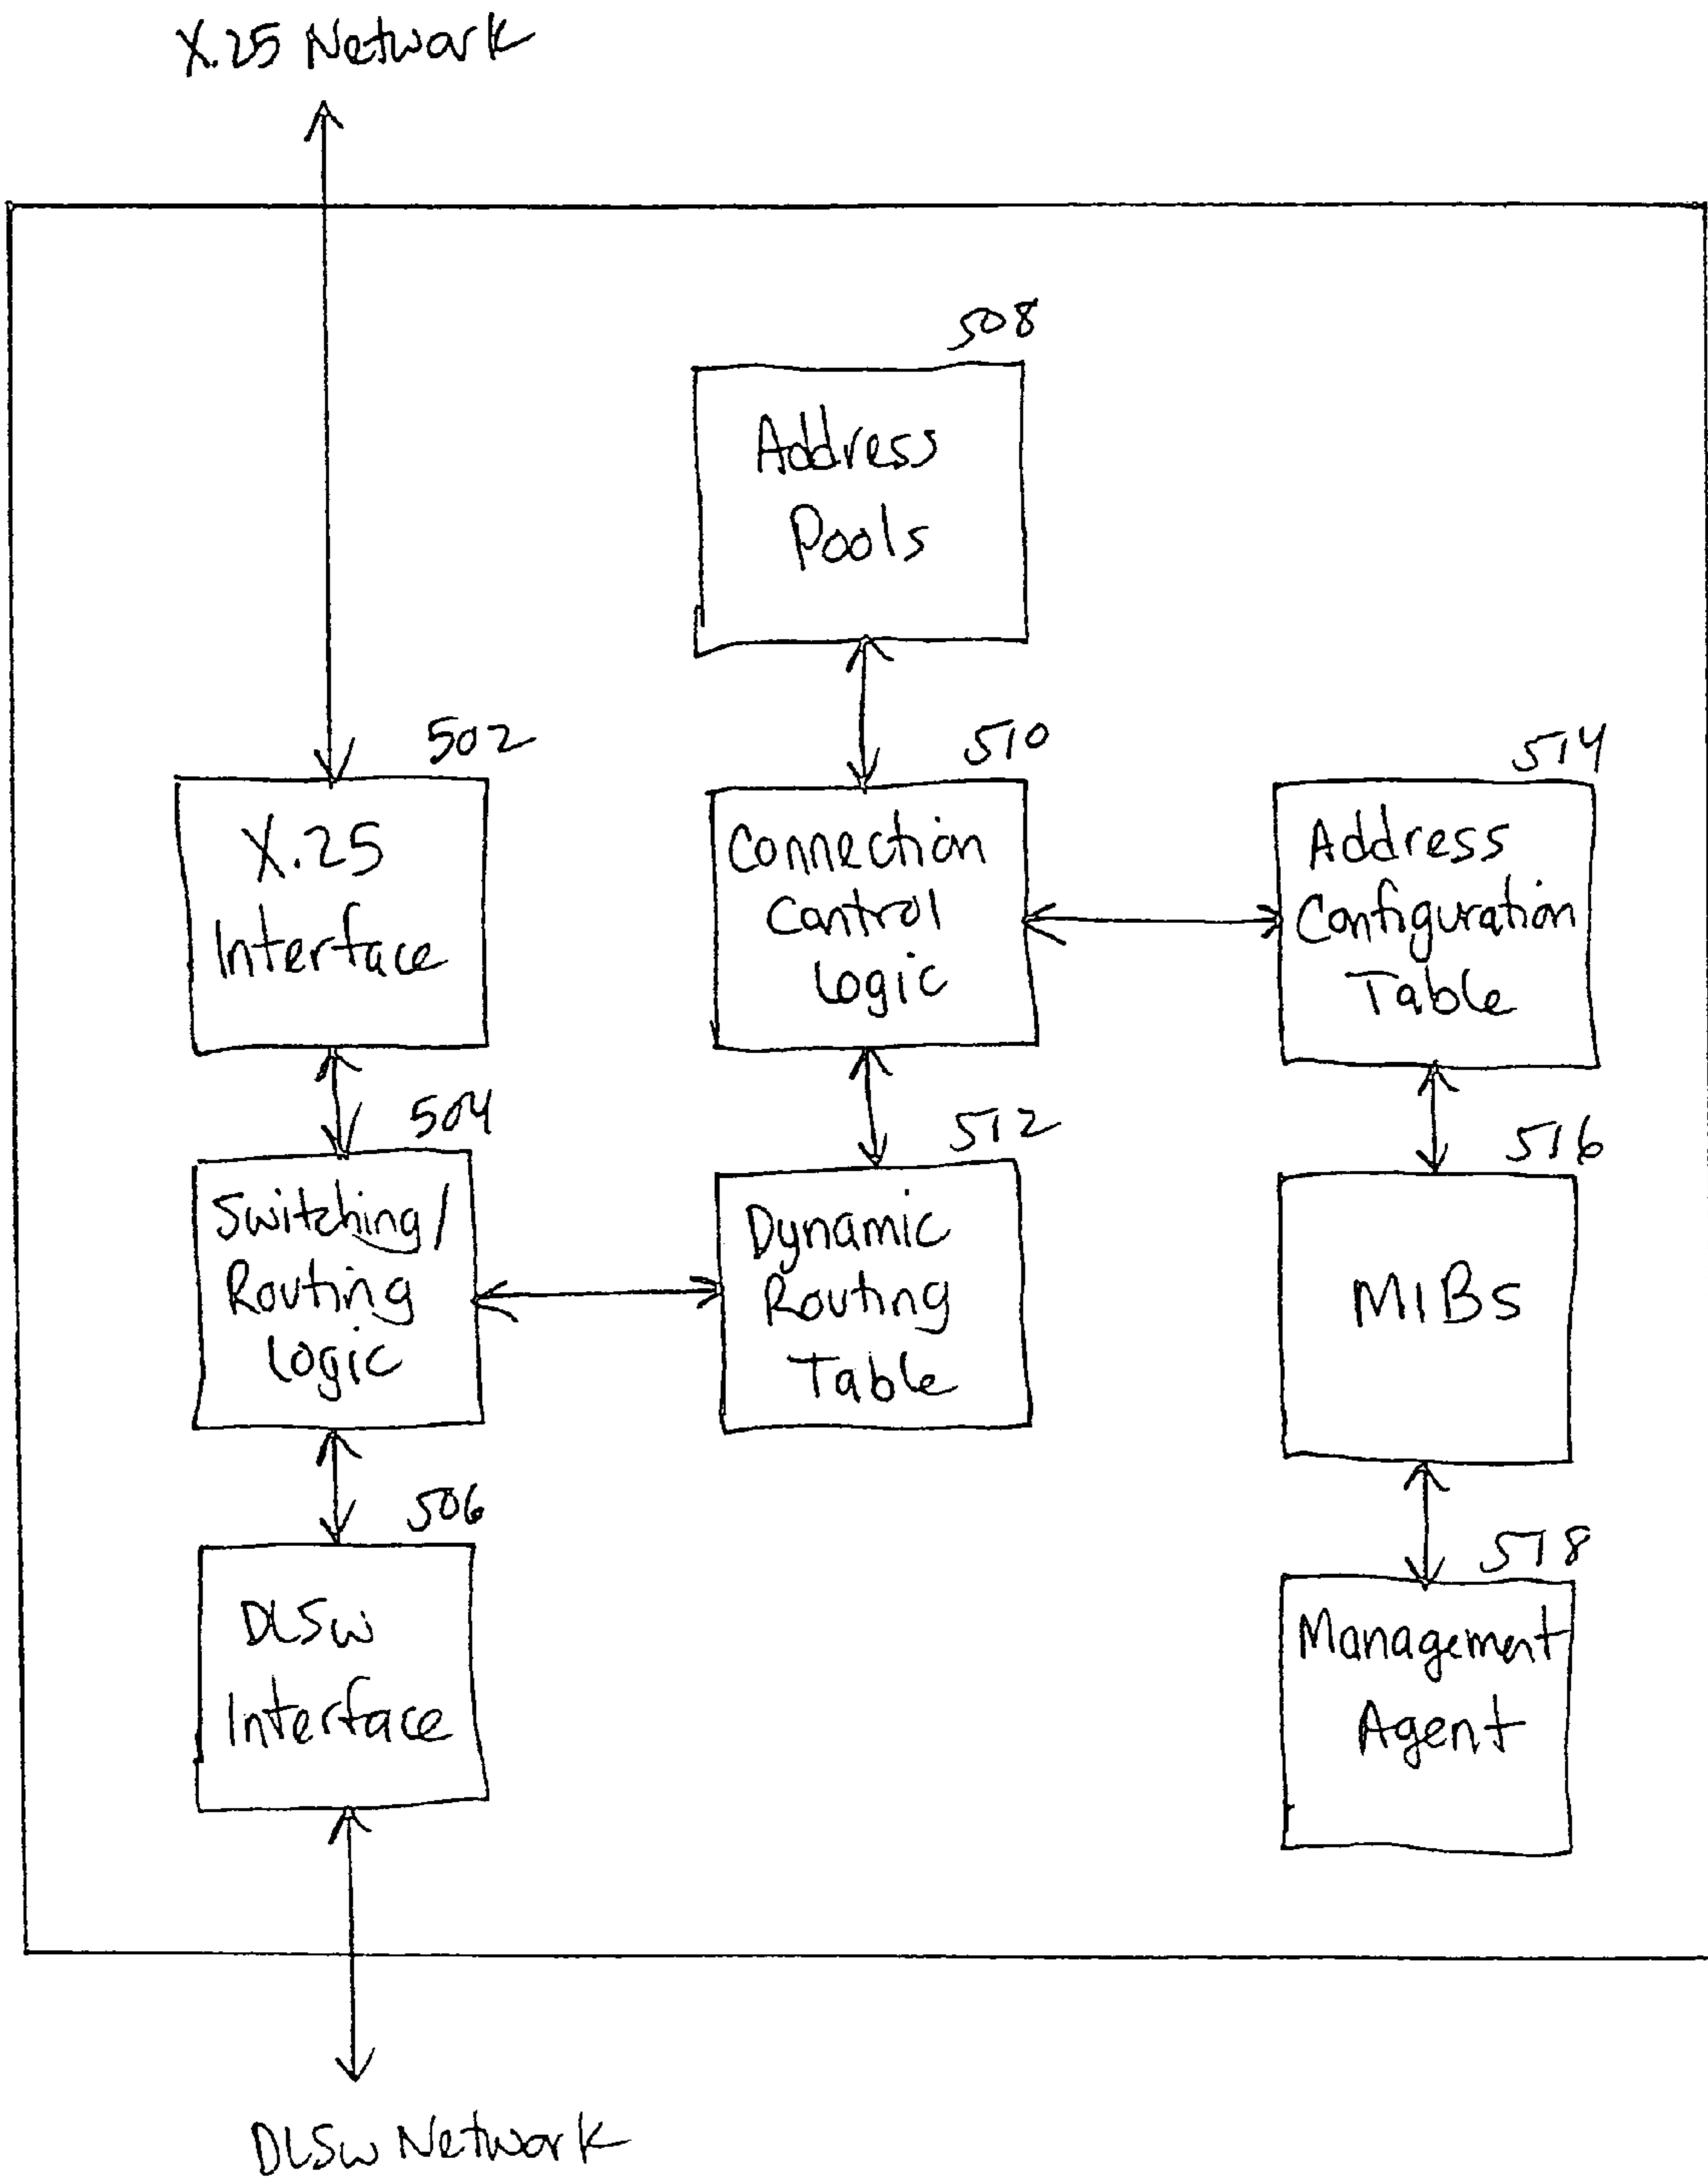 X.25 Network
508
Address
Pools
502
X.25
Interface
510
Connection
Control
Logic
514
Address
Configuration
Table
504
Switching/
Routing
Logic
512
Dynamic
Routing
Table
516
MIBs
506
DLSw
Interface
518
Management
Agent
DLSw Network